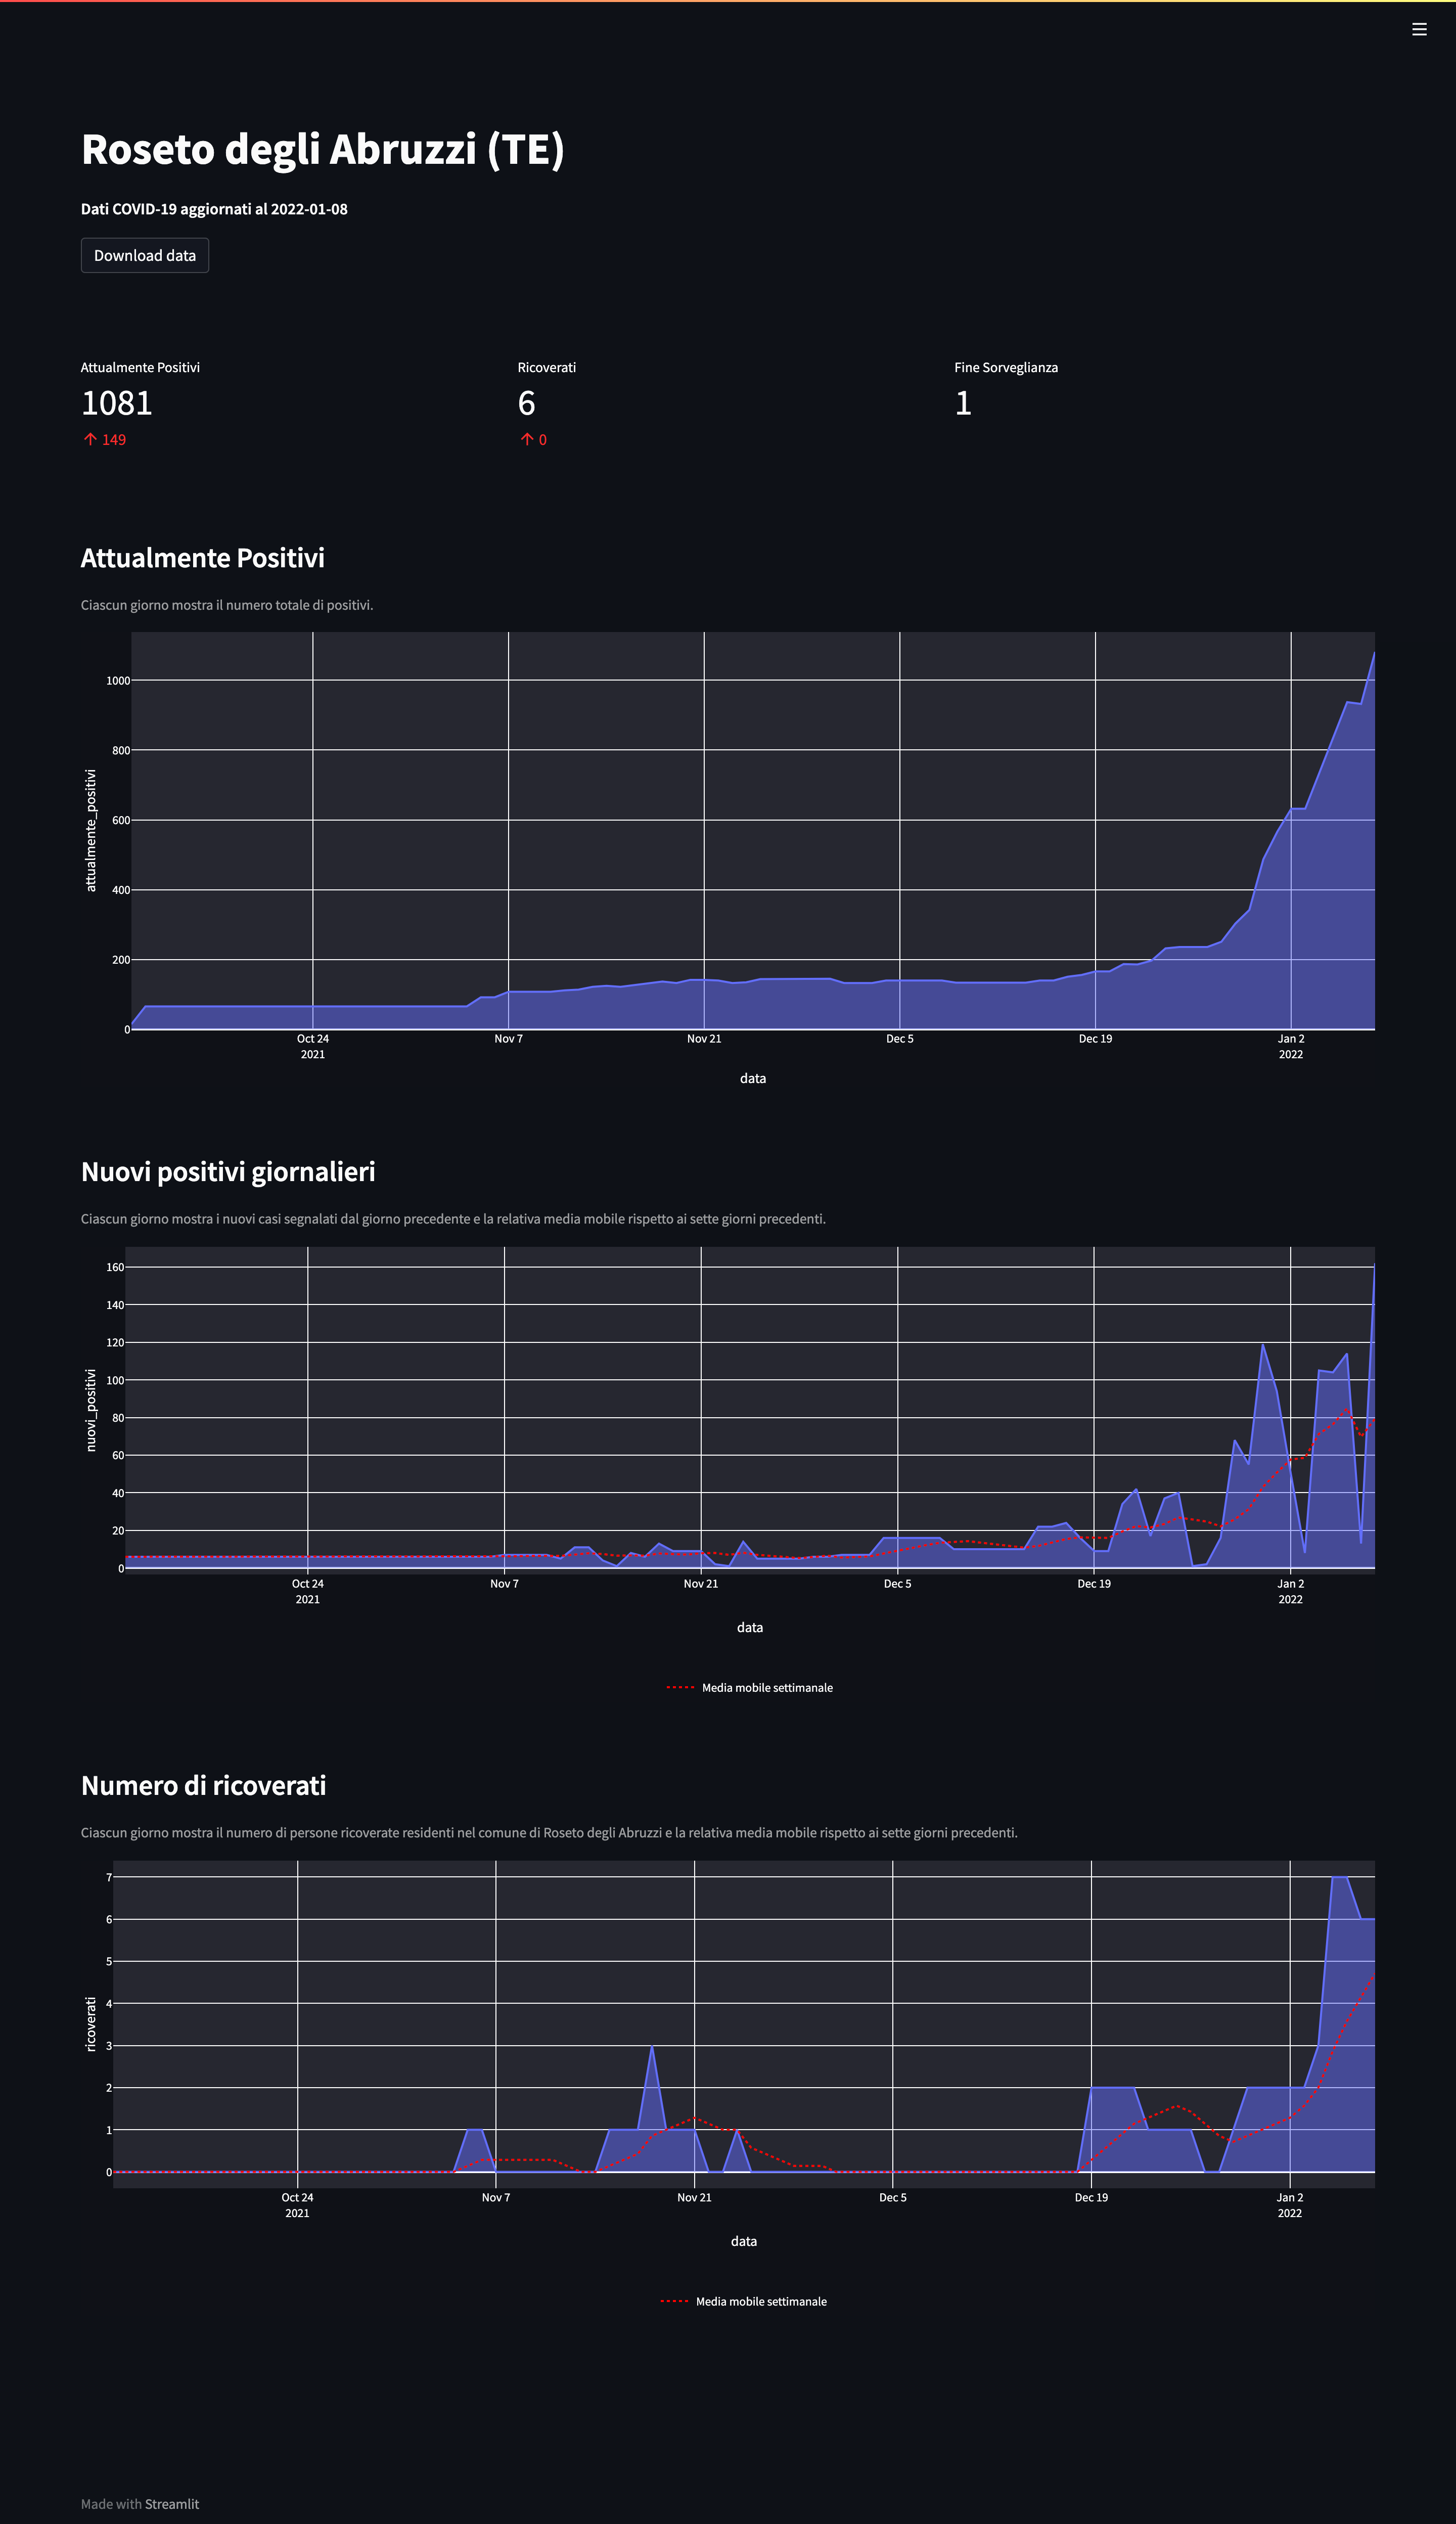 Roseto degli Abruzzi (TE)
Dati COVID-19 aggiornati al 2022-01-08
Download data
Attualmente Positivi
1081
↑ 149
Ricoverati
6
↑ 0
Fine Sorveglianza
1
Attualmente Positivi
Ciascun giorno mostra il numero totale di positivi.
attualmente_positivi
1000
800
600
400
200
0
Oct 24
2021
Nov 7
Nov 21
Dec 5
Dec 19
Jan 2
2022
data
Nuovi positivi giornalieri
Ciascun giorno mostra i nuovi casi segnalati dal giorno precedente e la relativa media mobile rispetto ai sette giorni precedenti.
nuovi_positivi
160
140
120
100
80
60
40
20
0
Oct 24
2021
Nov 7
Nov 21
Dec 5
Dec 19
Jan 2
2022
data
Media mobile settimanale
Numero di ricoverati
Ciascun giorno mostra il numero di persone ricoverate residenti nel comune di Roseto degli Abruzzi e la relativa media mobile rispetto ai sette giorni precedenti.
ricoverati
7
6
5
4
3
2
1
0
Oct 24
2021
Nov 7
Nov 21
Dec 5
Dec 19
Jan 2
2022
data
Media mobile settimanale
Made with Streamlit